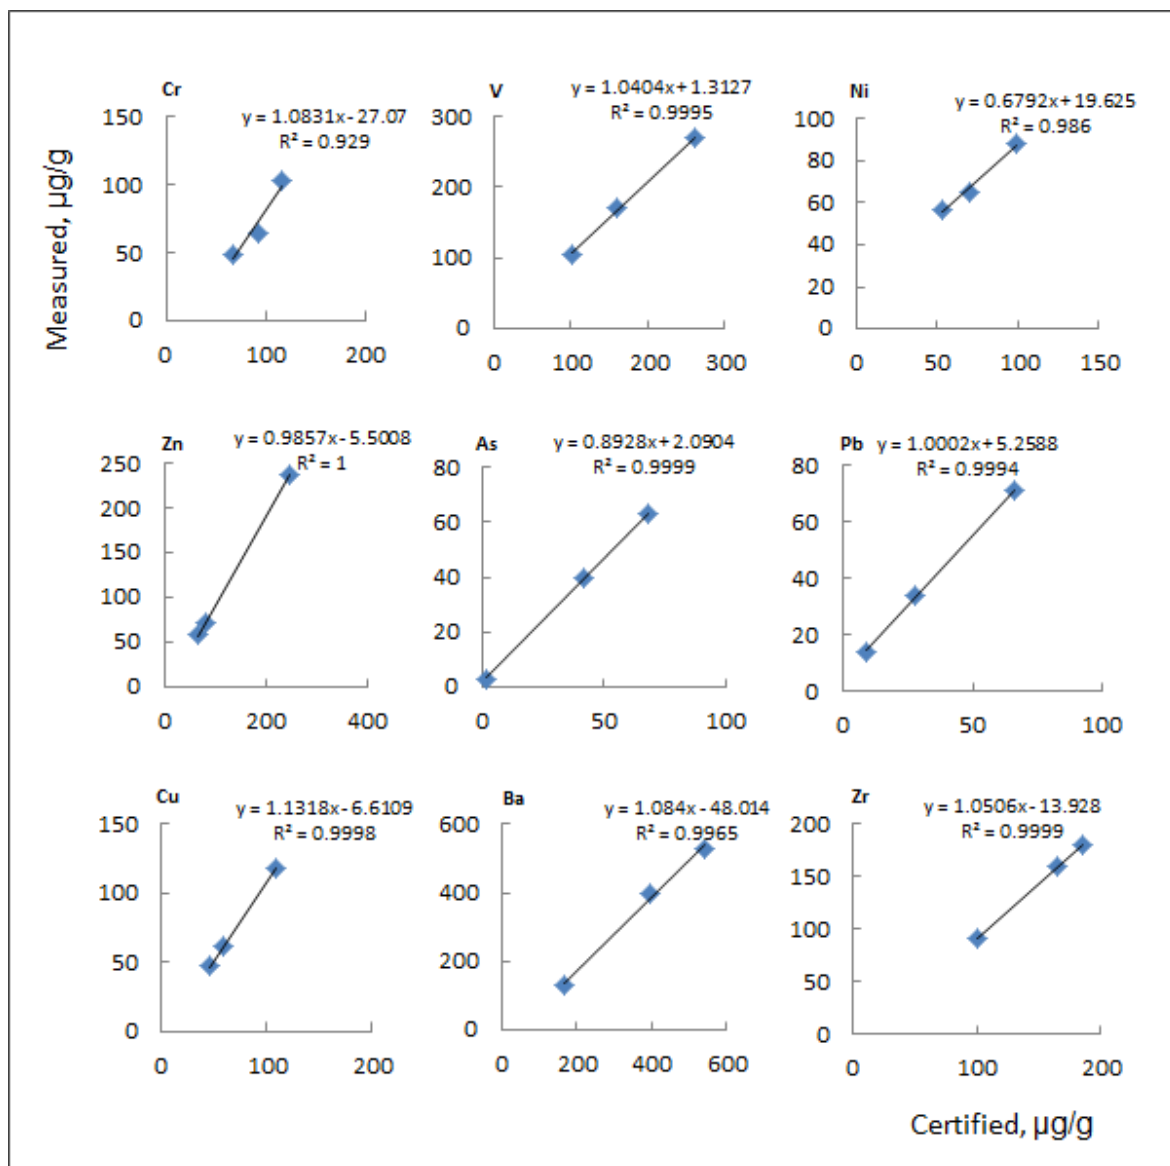 Measured, µg/g
Cr
y = 1.0831x - 27.07
R² = 0.929
150
100
50
0
0 100 200
V
y = 1.0404x + 1.3127
R² = 0.9995
300
200
100
0
0 100 200 300
Ni
y = 0.6792x + 19.625
R² = 0.986
100
80
60
40
20
0
0 50 100 150
Zn
y = 0.9857x - 5.5008
R² = 1
250
200
150
100
50
0
0 200 400
As
y = 0.8928x + 2.0904
R² = 0.9999
80
60
40
20
0
0 50 100
Pb
y = 1.0002x + 5.2588
R² = 0.9994
80
60
40
20
0
0 50 100
Cu
y = 1.1318x - 6.6109
R² = 0.9998
150
100
50
0
0 100 200
Ba
y = 1.084x - 48.014
R² = 0.9965
600
400
200
0
0 200 400 600
Zr
y = 1.0506x - 13.928
R² = 0.9999
200
150
100
50
0
0 100 200
Certified, µg/g